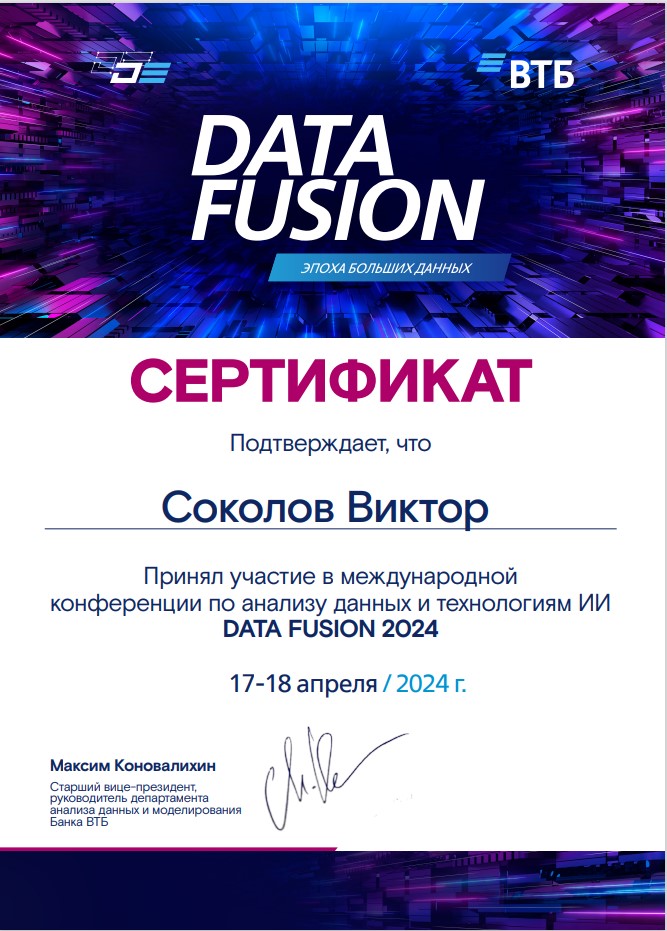 ВТБ
DATA
FUSION
ЭПОХА БОЛЬШИХ ДАННЫХ
СЕРТИФИКАТ
Подтверждает, что
Соколов Виктор
Принял участие в международной
конференции по анализу данных и технологиям ИИ
DATA FUSION 2024
17-18 апреля / 2024 г.
Максим Коновалихин
Старший вице-президент,
руководитель департамента
анализа данных и моделирования
Банка ВТБ